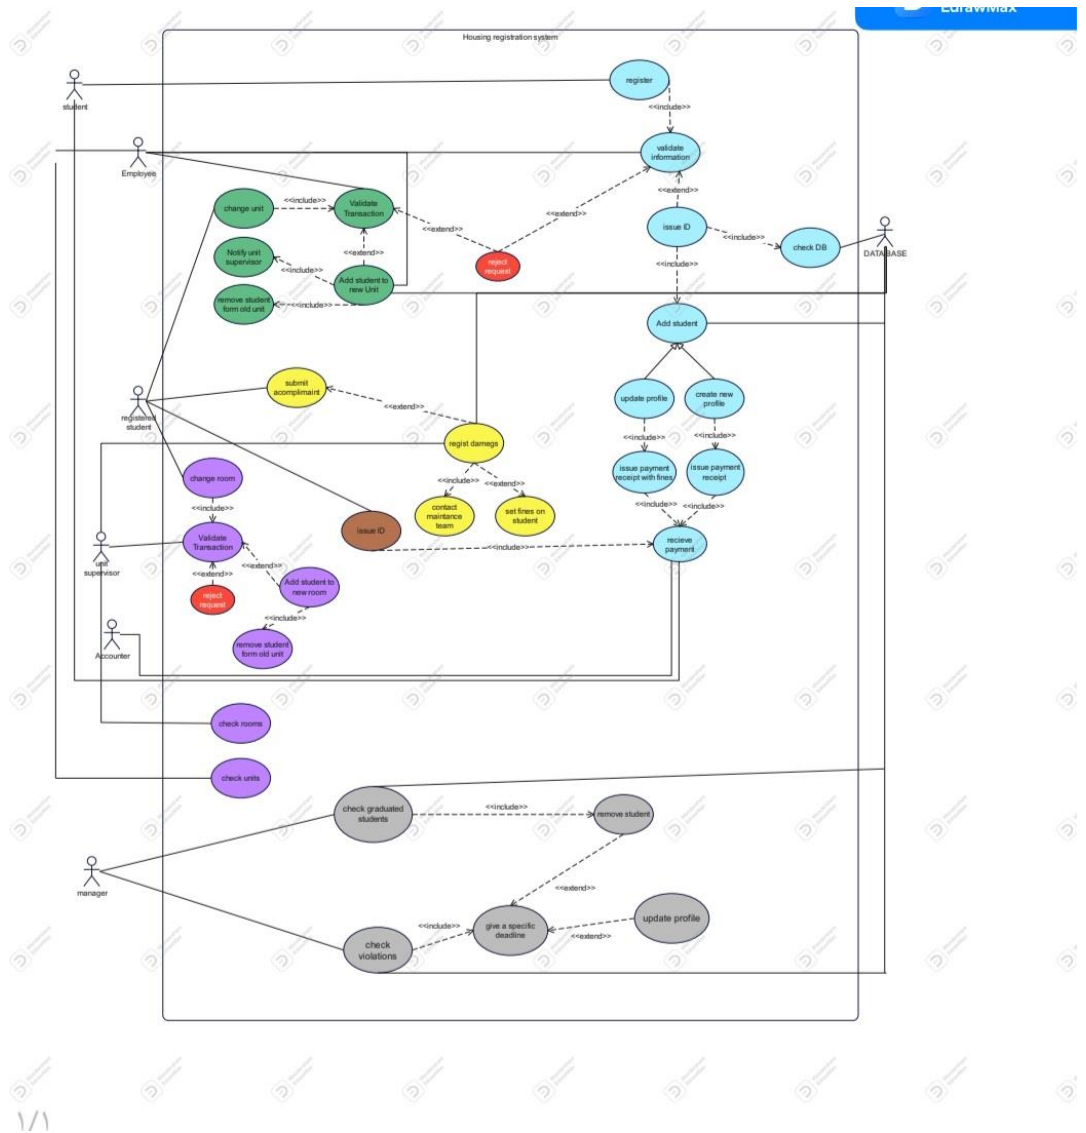 EdrawMax
Housing registration system
student
register
<<include>>
Employee
validate
information
change unit
<<include>>
Validate
Transaction
<<extend>>
<<extend>>
<<extend>>
issue ID
<<include>>
check DB
DATABASE
Notify unit
supervisor
<<extend>>
<<include>>
Add student to
new Unit
reject
request
<<include>>
remove student
form old unit
<<include>>
Add student
submit
acomplimaint
<<extend>>
update profile
create new
profile
registered
student
regist damegs
<<include>>
<<include>>
change room
<<include>>
<<include>>
<<extend>>
issue payment
receipt with fines
issue payment
receipt
contact
maintance
team
set fines on
student
<<include>>
<<include>>
Validate
Transaction
issue ID
<<include>>
recieve
payment
unit
supervisor
<<extend>>
<<extend>>
Add student to
new room
reject
request
<<include>>
Accounter
remove student
form old unit
check rooms
check units
check graduated
students
<<include>>
remove student
manager
<<extend>>
check
violations
<<include>>
give a specific
deadline
<<extend>>
update profile
١/١